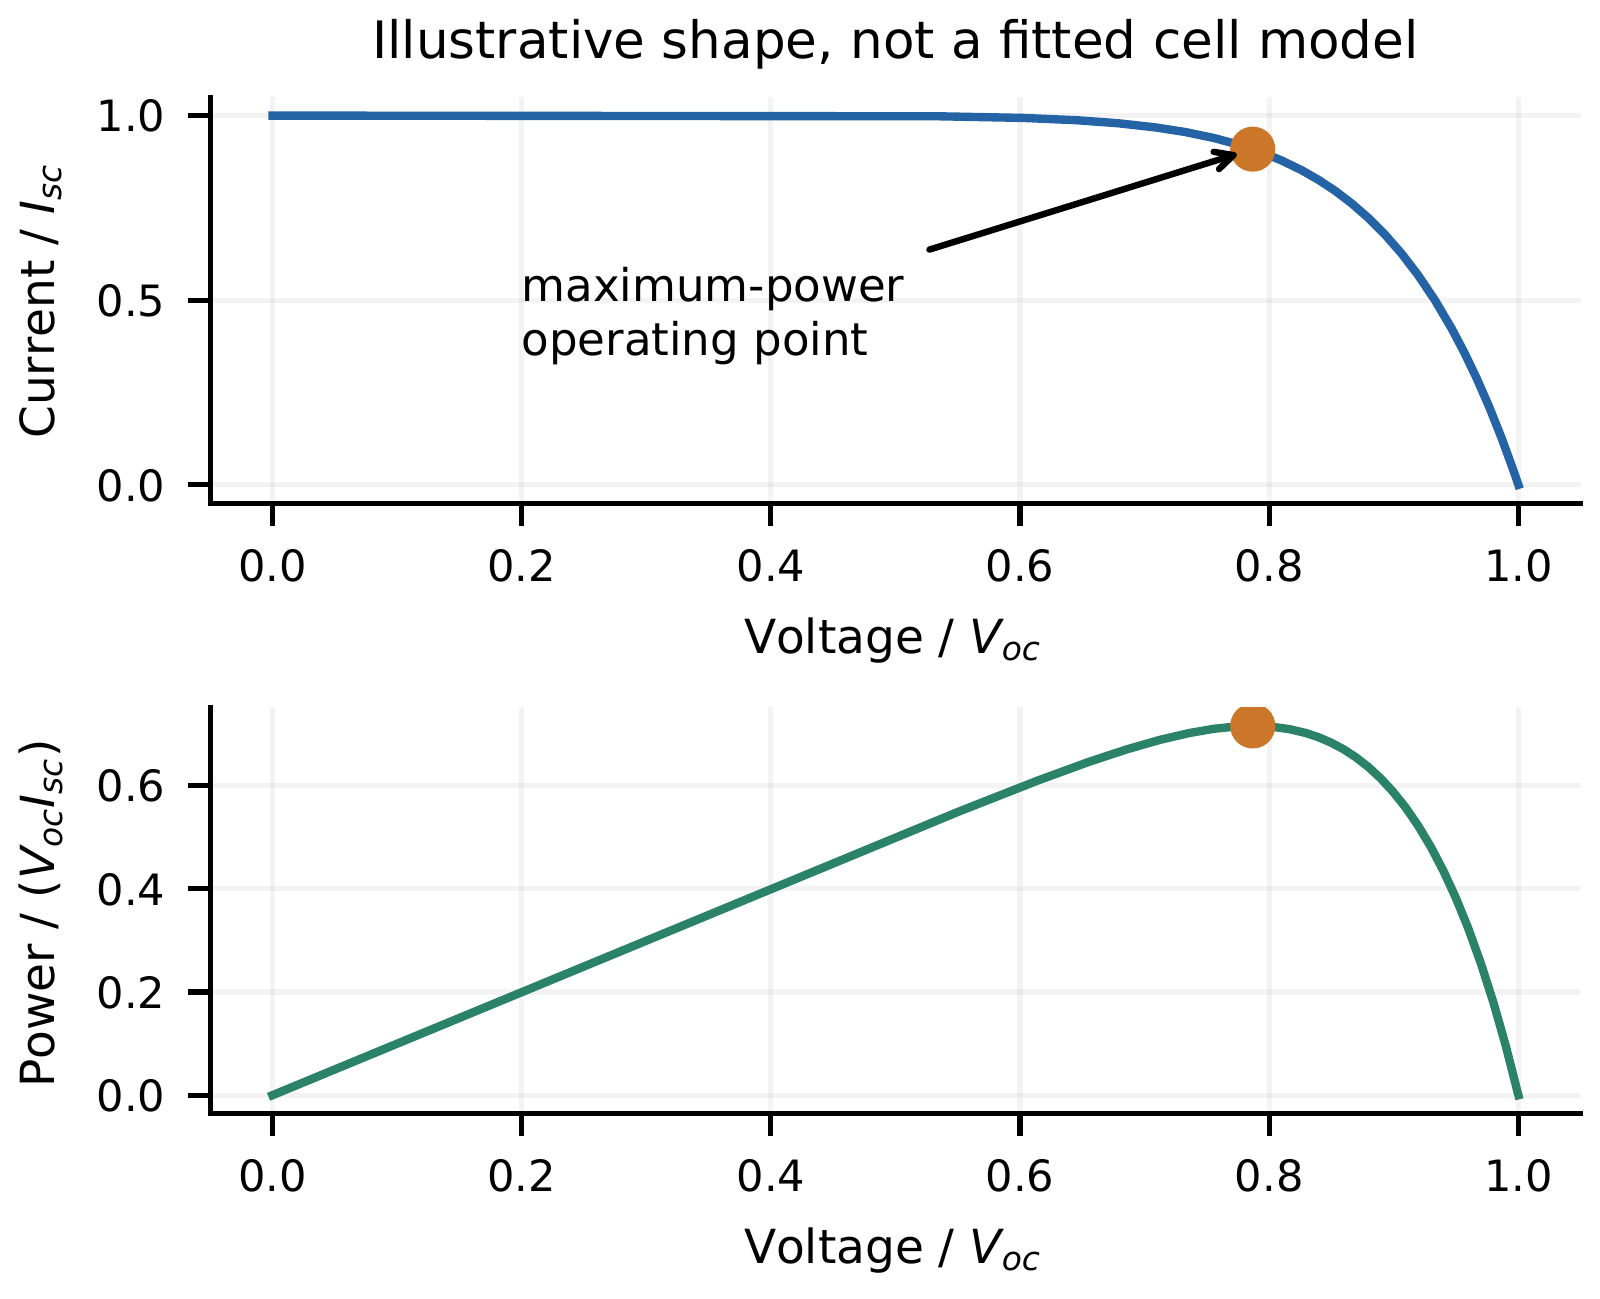 Illustrative shape, not a fitted cell model
1.0
0.5
0.0
Current / I_sc
maximum-power
operating point
0.0 0.2 0.4 0.6 0.8 1.0
Voltage / V_oc
0.6
0.4
0.2
0.0
Power / (V_oc I_sc)
0.0 0.2 0.4 0.6 0.8 1.0
Voltage / V_oc